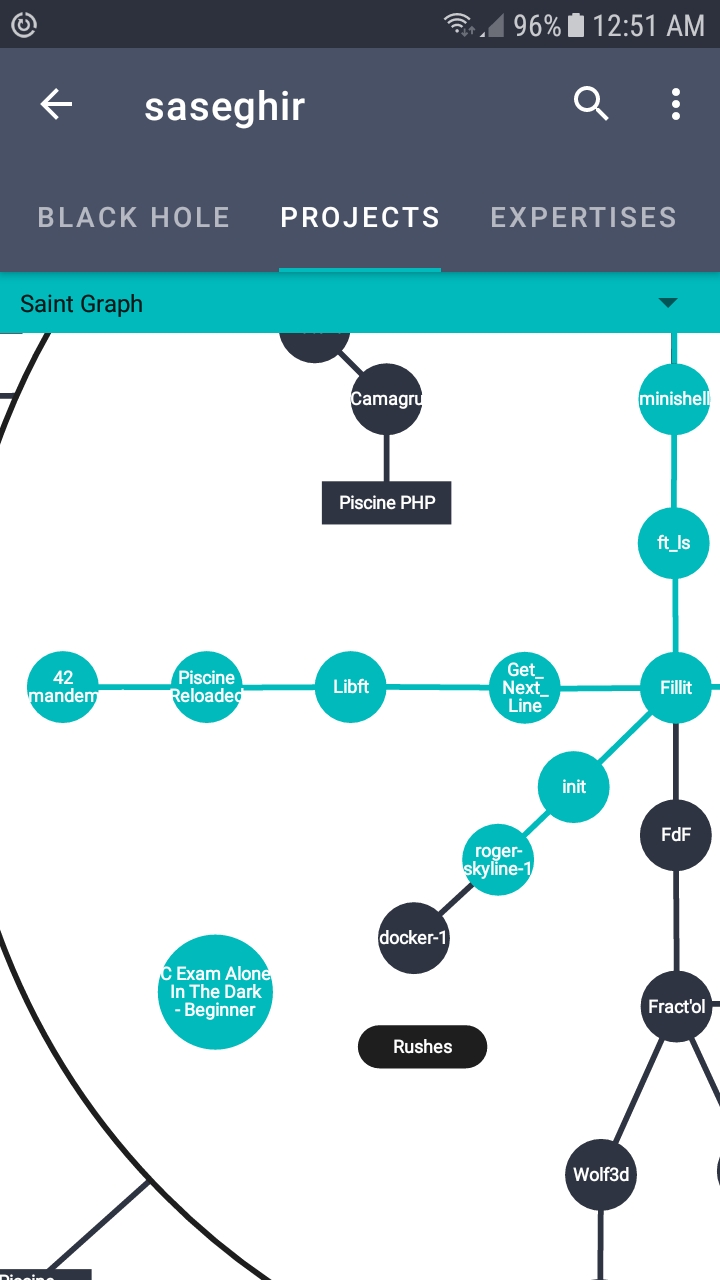 96% 12:51 AM
saseghir
BLACK HOLE
PROJECTS
EXPERTISES
Saint Graph
Camagru
minishell
Piscine PHP
ft_ls
42
mandem
Piscine
Reloaded
Libft
Get_
Next_
Line
Fillit
init
FdF
roger-
skyline-1
docker-1
C Exam Alone
In The Dark
- Beginner
Fract'ol
Rushes
Wolf3d
Piscine